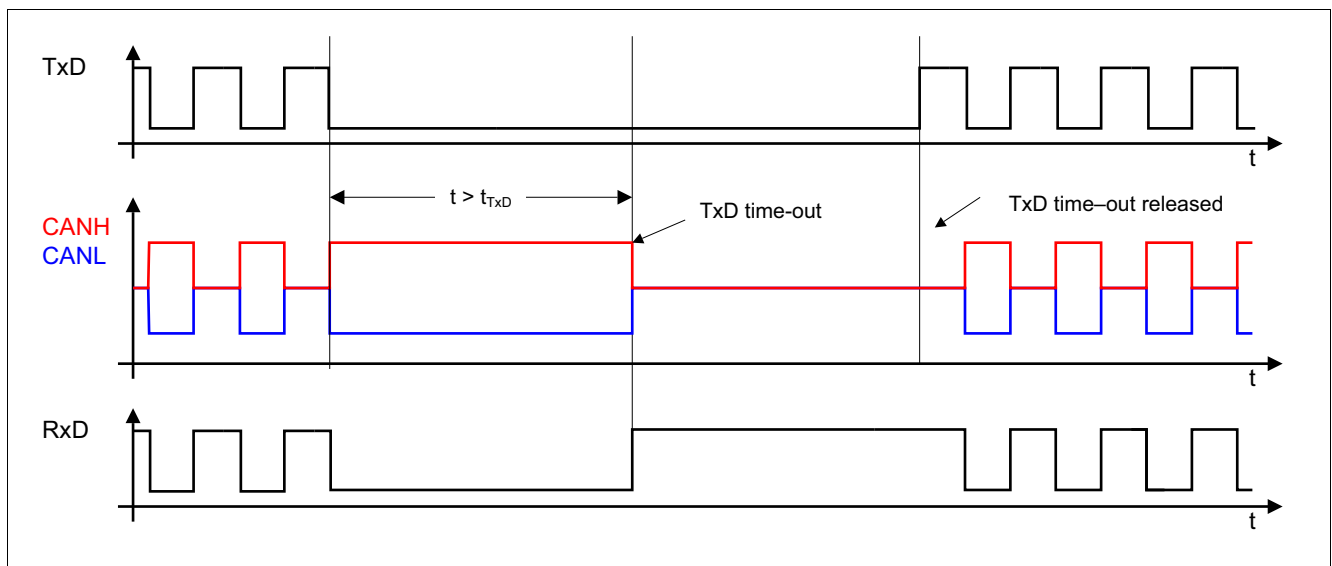 TxD
t
t > tTxD
TxD time-out
TxD time–out released
CANH
CANL
t
RxD
t